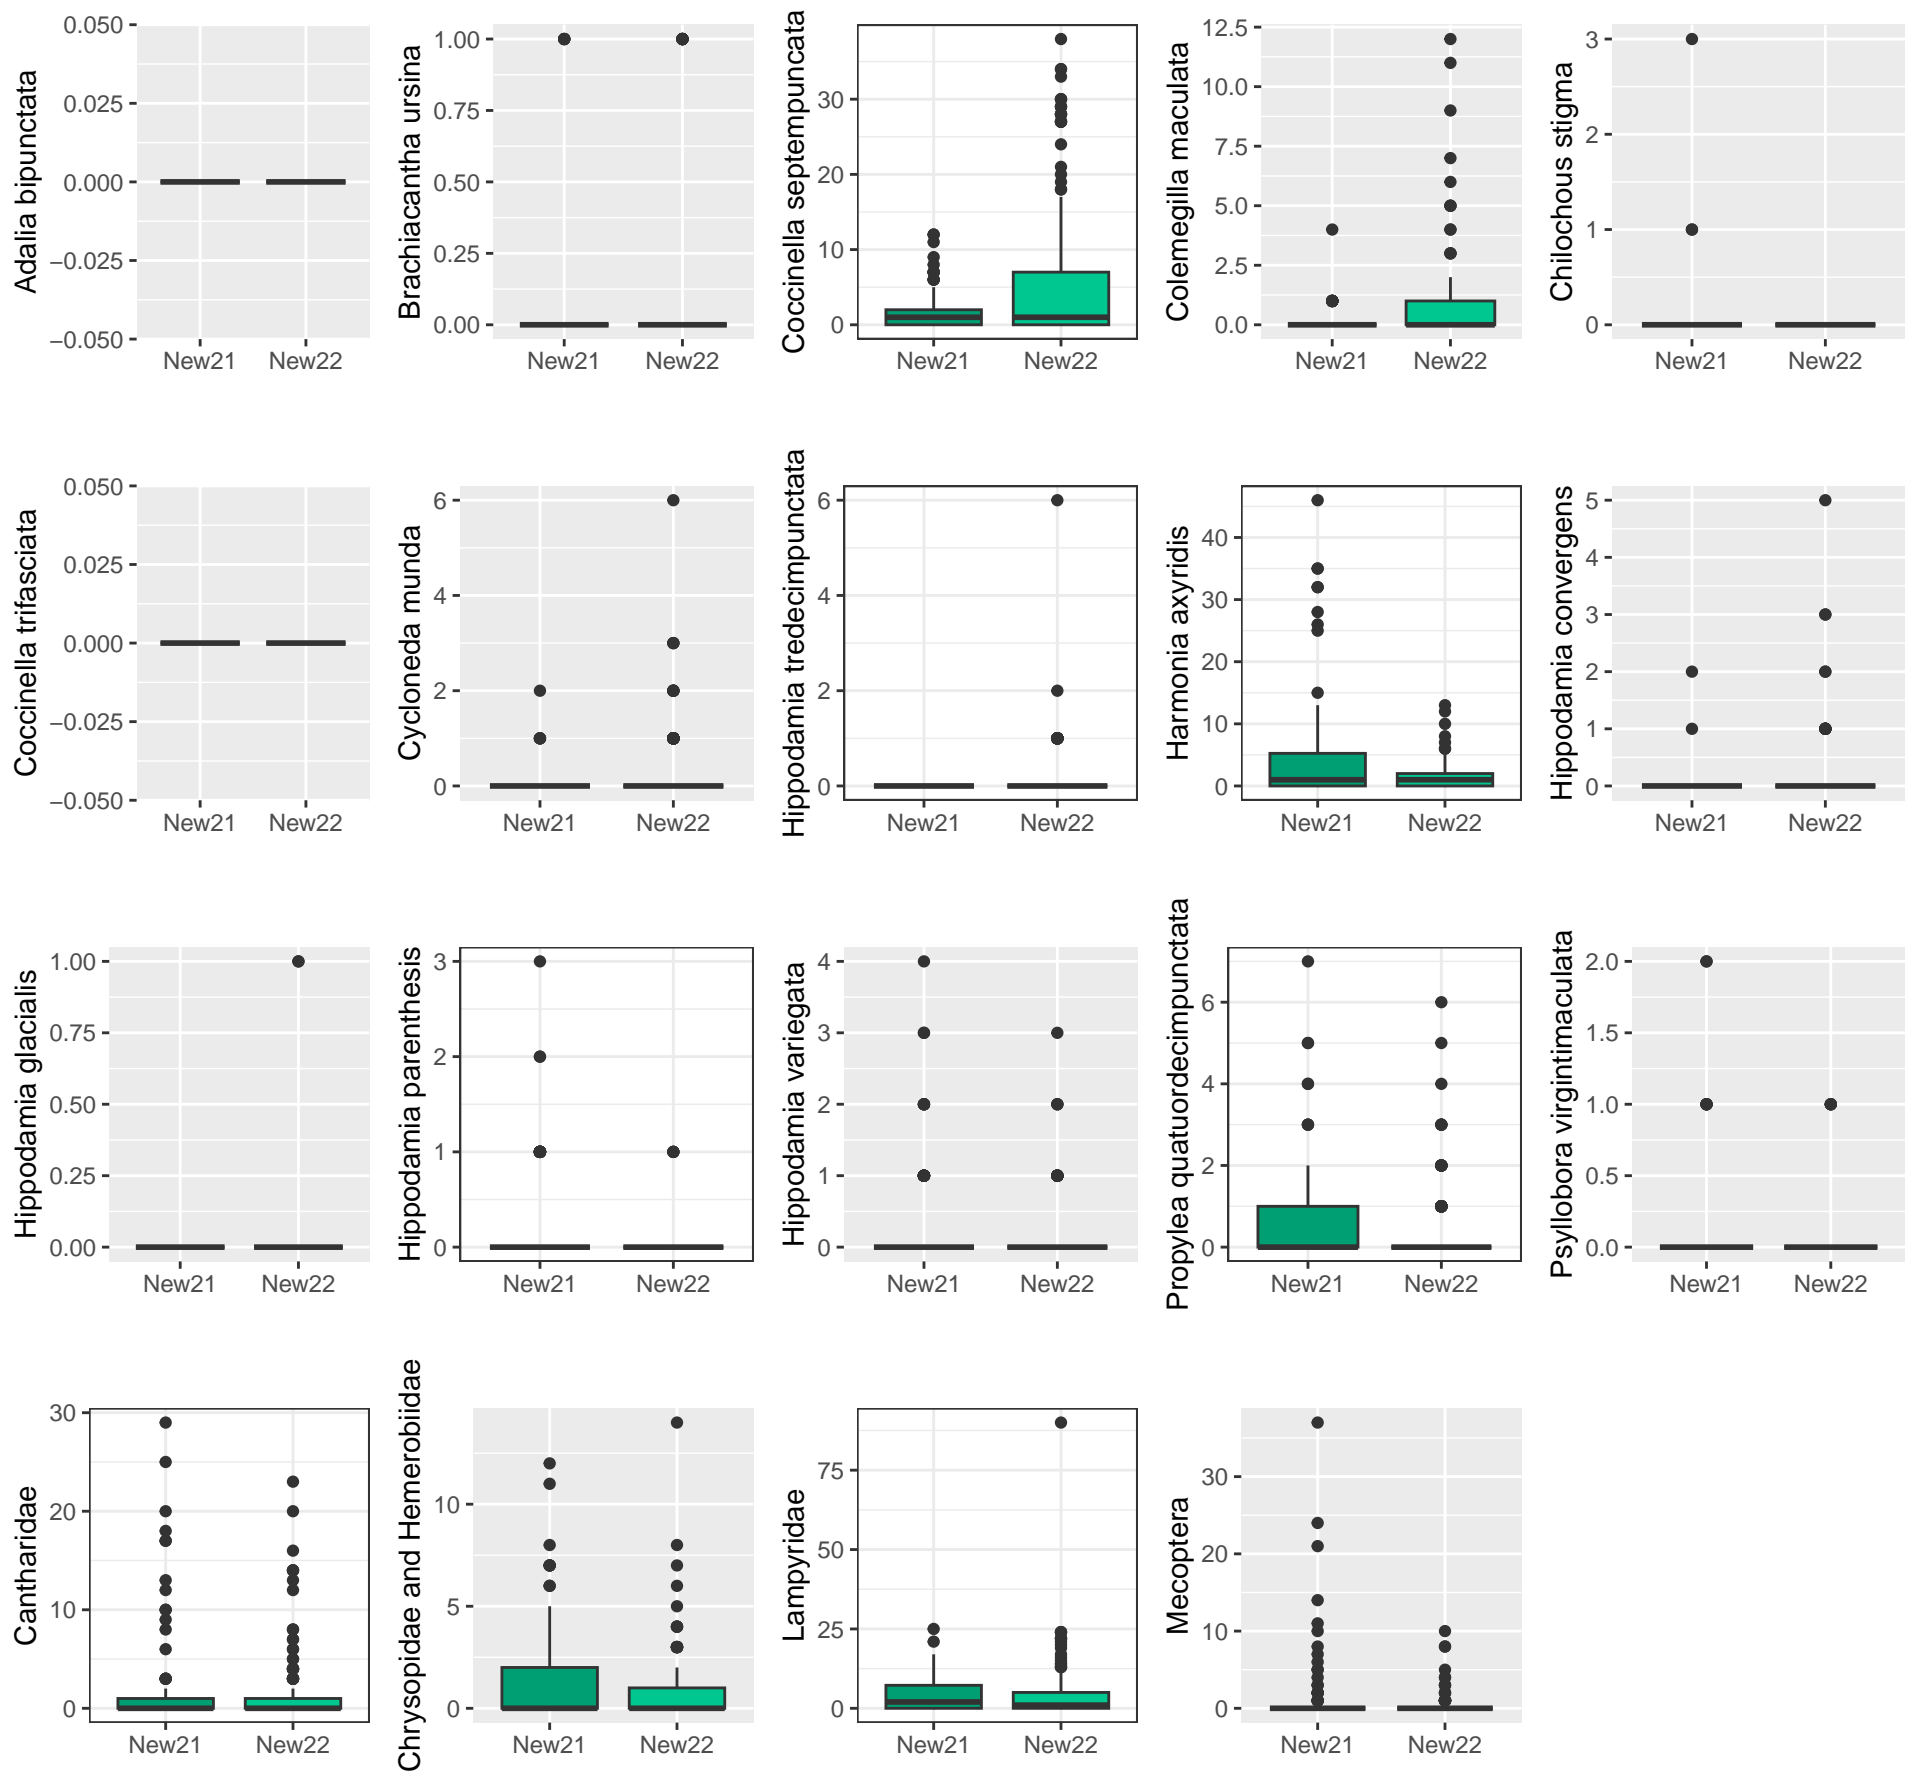 Adalia bipunctata
0.050
0.025
0.000
−0.025
−0.050
New21 New22
Brachiacantha ursina
1.00
0.75
0.50
0.25
0.00
New21 New22
Coccinella septempuncata
30
20
10
0
New21 New22
Colemegilla maculata
12.5
10.0
7.5
5.0
2.5
0.0
New21 New22
Chilochous stigma
3
2
1
0
New21 New22
Coccinella trifasciata
0.050
0.025
0.000
−0.025
−0.050
New21 New22
Cycloneda munda
6
4
2
0
New21 New22
Hippodamia tredecimpunctata
6
4
2
0
New21 New22
Harmonia axyridis
40
30
20
10
0
New21 New22
Hippodamia convergens
5
4
3
2
1
0
New21 New22
Hippodamia glacialis
1.00
0.75
0.50
0.25
0.00
New21 New22
Hippodamia parenthesis
3
2
1
0
New21 New22
Hippodamia variegata
4
3
2
1
0
New21 New22
Propylea quatuordecimpunctata
6
4
2
0
New21 New22
Psyllobora virgintimaculata
2.0
1.5
1.0
0.5
0.0
New21 New22
Cantharidae
30
20
10
0
New21 New22
Chrysopidae and Hemerobiidae
10
5
0
New21 New22
Lampyridae
75
50
25
0
New21 New22
Mecoptera
30
20
10
0
New21 New22